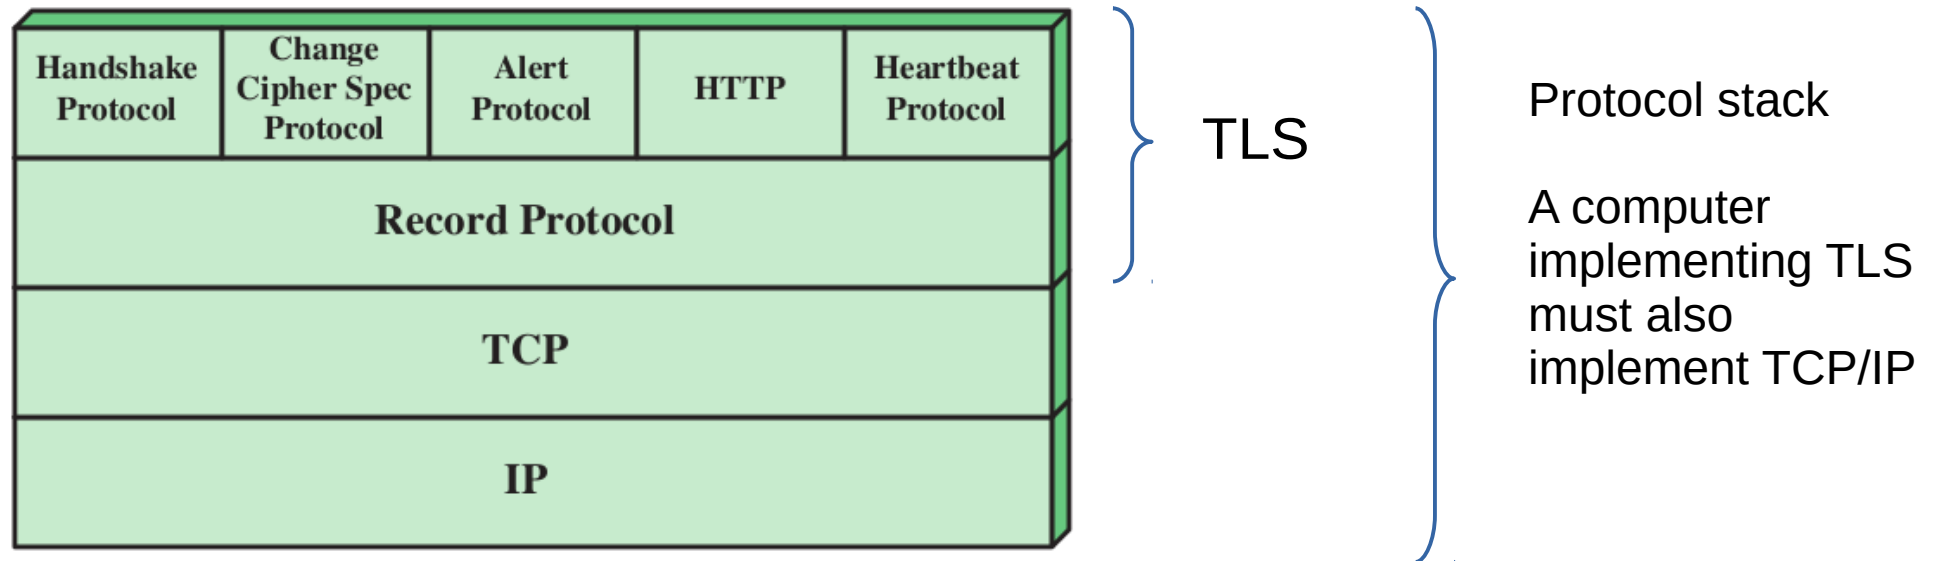 Handshake
Protocol
Change
Cipher Spec
Protocol
Alert
Protocol
HTTP
Heartbeat
Protocol
Record Protocol
TCP
IP
TLS
Protocol stack
A computer
implementing TLS
must also
implement TCP/IP